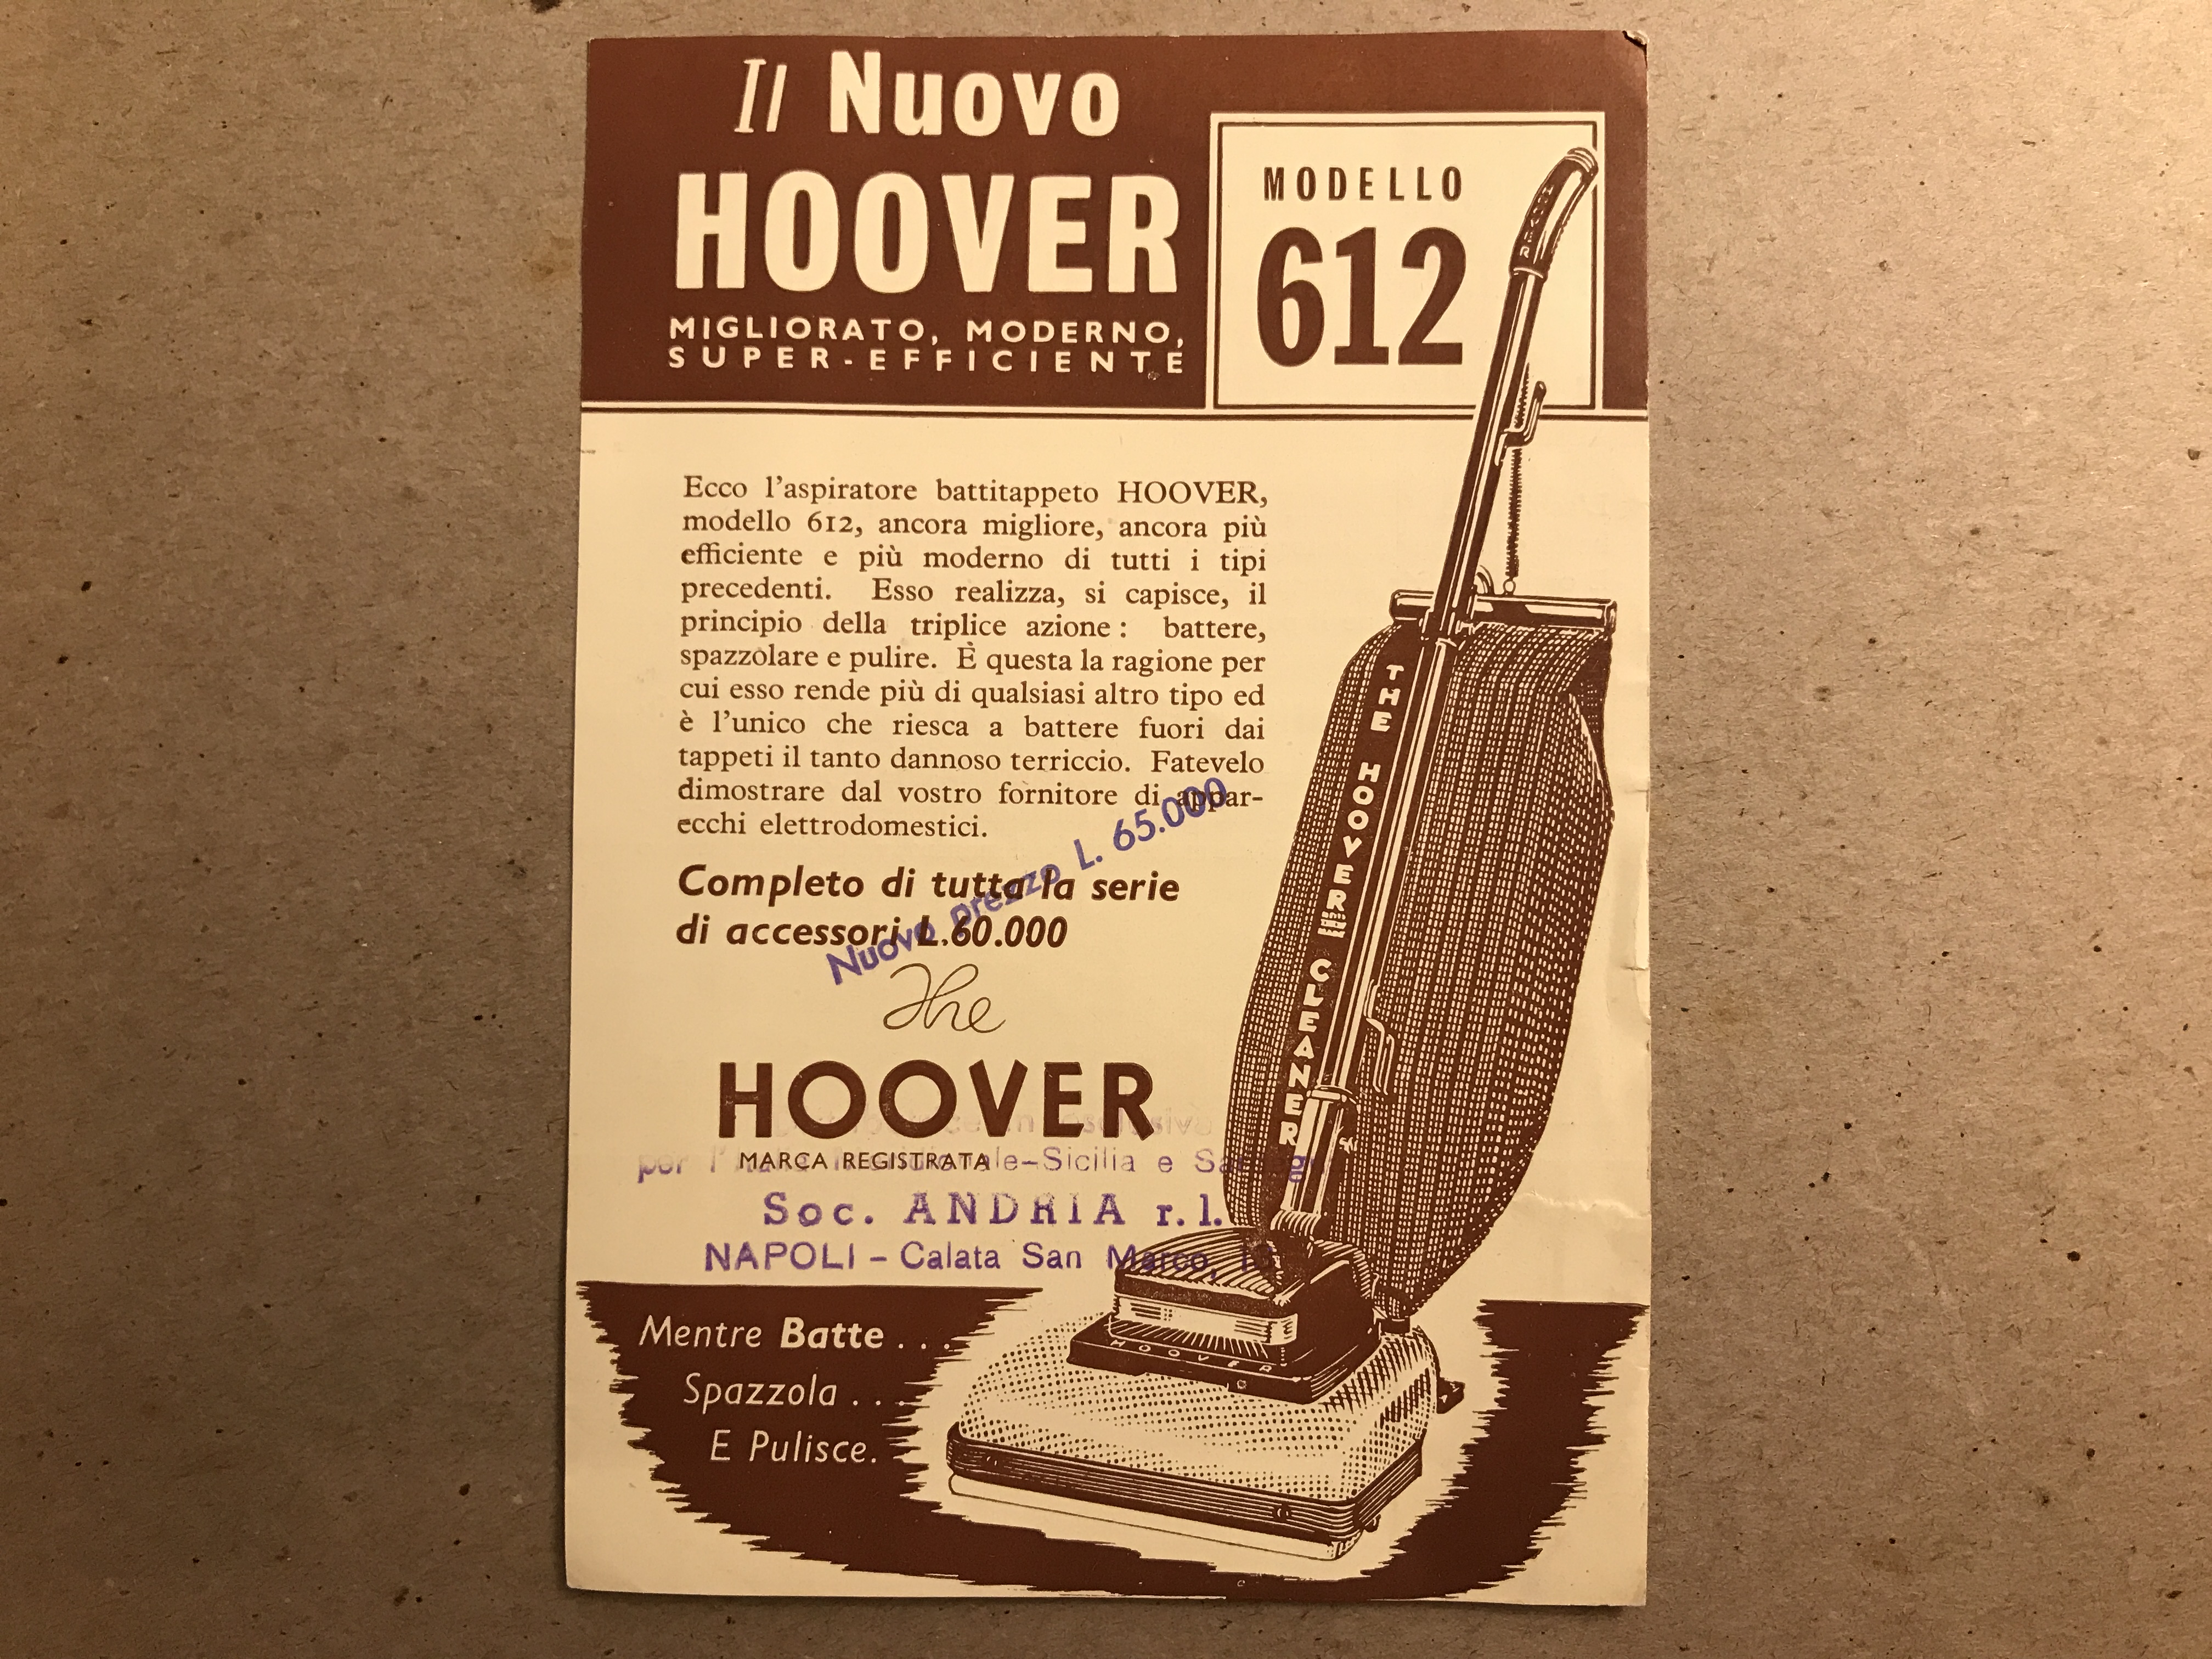 Il Nuovo
HOOVER
MIGLIORATO, MODERNO,
SUPER-EFFICIENTE
MODELLO
612
Ecco l'aspiratore battitappeto HOOVER,
modello 612, ancora migliore, ancora più
efficiente e più moderno di tutti i tipi
precedenti. Esso realizza, si capisce, il
principio della triplice azione : battere,
spazzolare e pulire. È questa la ragione per
cui esso rende più di qualsiasi altro tipo ed
è l'unico che riesca a battere fuori dai
tappeti il tanto dannoso terriccio. Fatevelo
dimostrare dal vostro fornitore di appar-
ecchi elettrodomestici.
Nuovo prezzo L. 65.000
Completo di tutta la serie
di accessori L.60.000
The
HOOVER
MARCA REGISTRATA
per l'Italia Meridionale-Sicilia e Sardegna
Soc. ANDRIA r. l.
NAPOLI - Calata San Marco, 13
THE HOOVER CLEANER
HOOVER
Mentre Batte . . .
Spazzola . . .
E Pulisce.